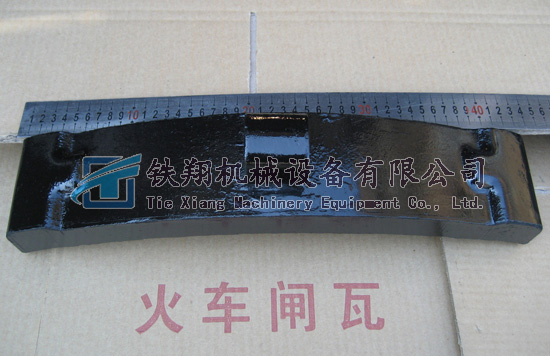 铁翔机械设备有限公司
Tie Xiang Machinery Equipment Co., Ltd.
火车闸瓦